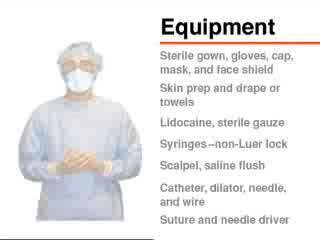 Equipment
Sterile gown, gloves, cap,
mask, and face shield
Skin prep and drape or
towels
Lidocaine, sterile gauze
Syringes–non-Luer lock
Scalpel, saline flush
Catheter, dilator, needle,
and wire
Suture and needle driver